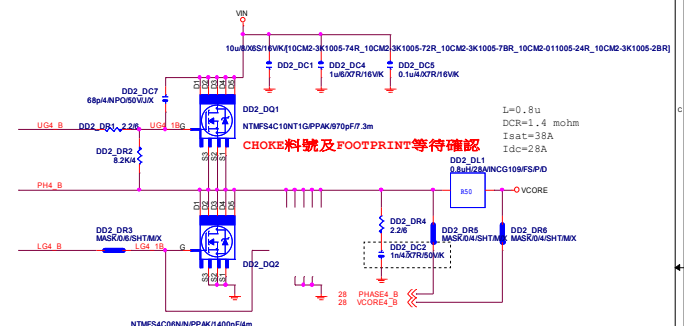 VIN
10u/8/X6S/16V/K/[10CM2-3K1005-74R_10CM2-3K1005-72R_10CM2-3K1005-7BR_10CM2-011005-24R_10CM2-3K1005-2BR]
DD2_DC1
DD2_DC4
1u/6/X7R/16V/K
DD2_DC5
0.1u/4/X7R/16V/K
DD2_DC7
68p/4/NPO/50V/J/X
D1
D2
D3
D4
D5
DD2_DQ1
NTMFS4C10NT1G/PPAK/970pF/7.3m
UG4_B
DD2_DR1
2.2/6
UG4_1B
G
DD2_DR2
8.2K/4
S3
S2
S1
CHOKE料號及FOOTPRINT等待確認
L=0.8u
DCR=1.4 mohm
Isat=38A
Idc=28A
DD2_DL1
0.8uH/28A/INCG109/FS/P/D
B50
VCORE
PH4_B
D1
D2
D3
D4
D5
LG4_B
DD2_DR3
MASK/0/6/SHT/M/X
LG4_1B
G
DD2_DQ2
S3
S2
S1
NTMFS4C06N/N/PPAK/1400pF/4m
DD2_DR4
2.2/6
DD2_DC2
1n/4/X7R/50V/K
DD2_DR5
MASK/0/4/SHT/M/X
DD2_DR6
MASK/0/4/SHT/M/X
28 PHASE4_B
28 VCORE4_B
C